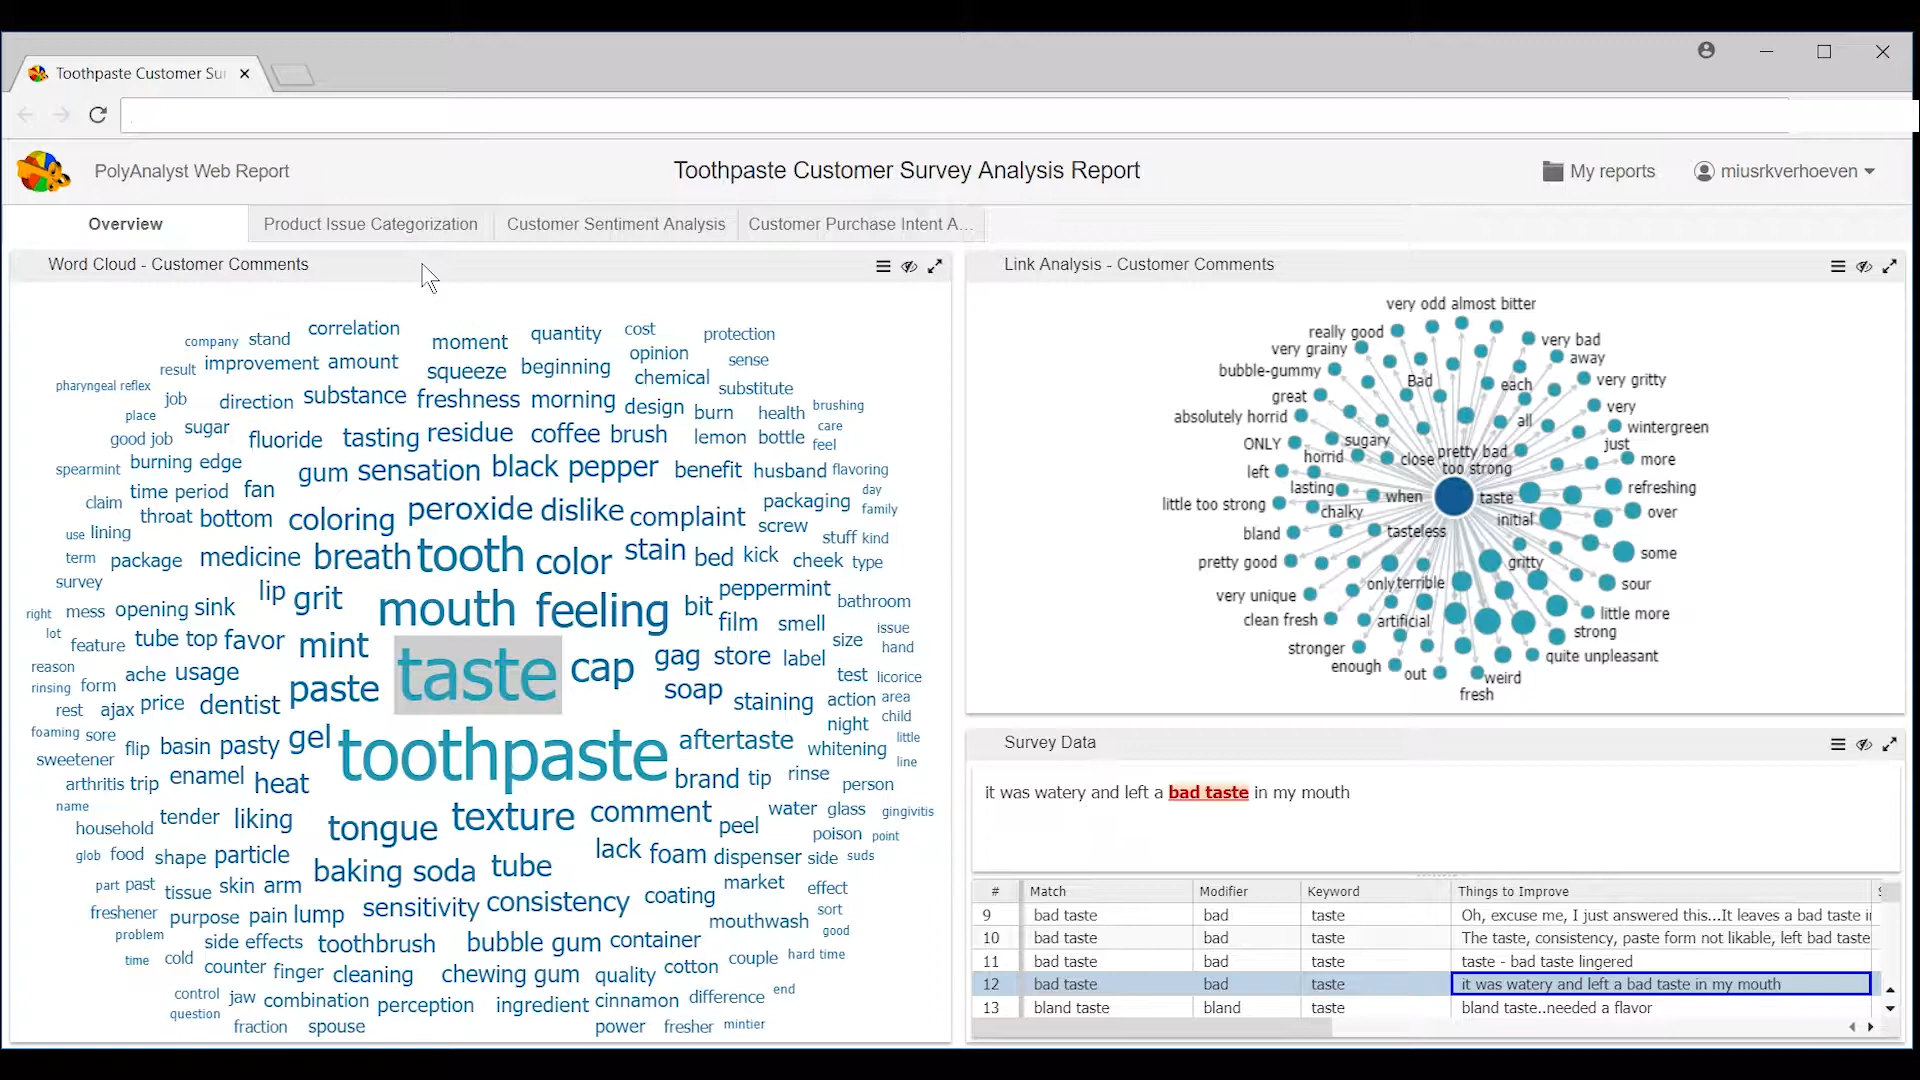 Toothpaste Customer Su
PolyAnalyst Web Report
Toothpaste Customer Survey Analysis Report
My reports
miusrkverhoeven
Overview
Product Issue Categorization
Customer Sentiment Analysis
Customer Purchase Intent A...
Word Cloud - Customer Comments
company stand correlation moment quantity cost protection
result improvement amount squeeze beginning opinion sense
pharyngeal reflex job direction substance freshness morning chemical substitute
place sugar design burn health brushing
good job fluoride tasting residue coffee brush lemon bottle care feel
spearmint burning edge gum sensation black pepper benefit husband flavoring
claim time period fan peroxide dislike packaging day
use lining throat bottom coloring complaint screw family
term package medicine breath tooth color stain bed kick cheek stuff kind type
survey lip grit peppermint
right mess opening sink mouth feeling bit film smell bathroom
lot feature tube top favor mint size issue hand
reason ache usage taste cap gag store label test licorice
rinsing form paste soap staining action area
rest ajax price dentist night child
foaming sore flip basin pasty gel toothpaste aftertaste whitening little
sweetener enamel heat brand tip rinse line
arthritis trip person
name household tender liking tongue texture comment peel water glass gingivitis
glob food shape particle lack foam dispenser side poison point suds
part past tissue skin arm baking soda tube coating market effect
freshener purpose pain lump sensitivity consistency mouthwash sort
problem side effects toothbrush bubble gum container good
time cold counter finger cleaning chewing gum quality cotton couple hard time
control jaw combination perception ingredient cinnamon difference end
question fraction spouse power fresher mintier
Link Analysis - Customer Comments
very odd almost bitter
really good very bad
very grainy away
bubble-gummy Bad each very gritty
great very
absolutely horrid all wintergreen
ONLY sugary pretty bad just
horrid close too strong more
left
lasting when taste refreshing
little too strong chalky initial over
bland tasteless
pretty good gritty some
only terrible sour
very unique
clean fresh artificial little more
stronger strong
enough out quite unpleasant
weird
fresh
Survey Data
it was watery and left a bad taste in my mouth
# Match Modifier Keyword Things to Improve
9 bad taste bad taste Oh, excuse me, I just answered this...It leaves a bad taste i
10 bad taste bad taste The taste, consistency, paste form not likable, left bad taste
11 bad taste bad taste taste - bad taste lingered
12 bad taste bad taste it was watery and left a bad taste in my mouth
13 bland taste bland taste bland taste..needed a flavor